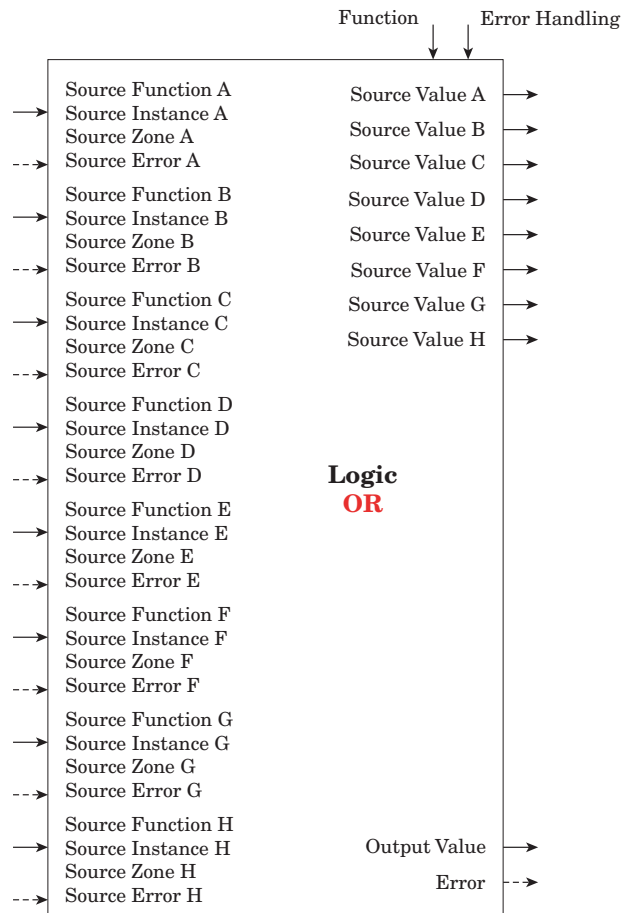 Function
Error Handling
Source Function A
Source Instance A
Source Zone A
Source Error A
Source Function B
Source Instance B
Source Zone B
Source Error B
Source Function C
Source Instance C
Source Zone C
Source Error C
Source Function D
Source Instance D
Source Zone D
Source Error D
Source Function E
Source Instance E
Source Zone E
Source Error E
Source Function F
Source Instance F
Source Zone F
Source Error F
Source Function G
Source Instance G
Source Zone G
Source Error G
Source Function H
Source Instance H
Source Zone H
Source Error H
Source Value A
Source Value B
Source Value C
Source Value D
Source Value E
Source Value F
Source Value G
Source Value H
Logic
OR
Output Value
Error